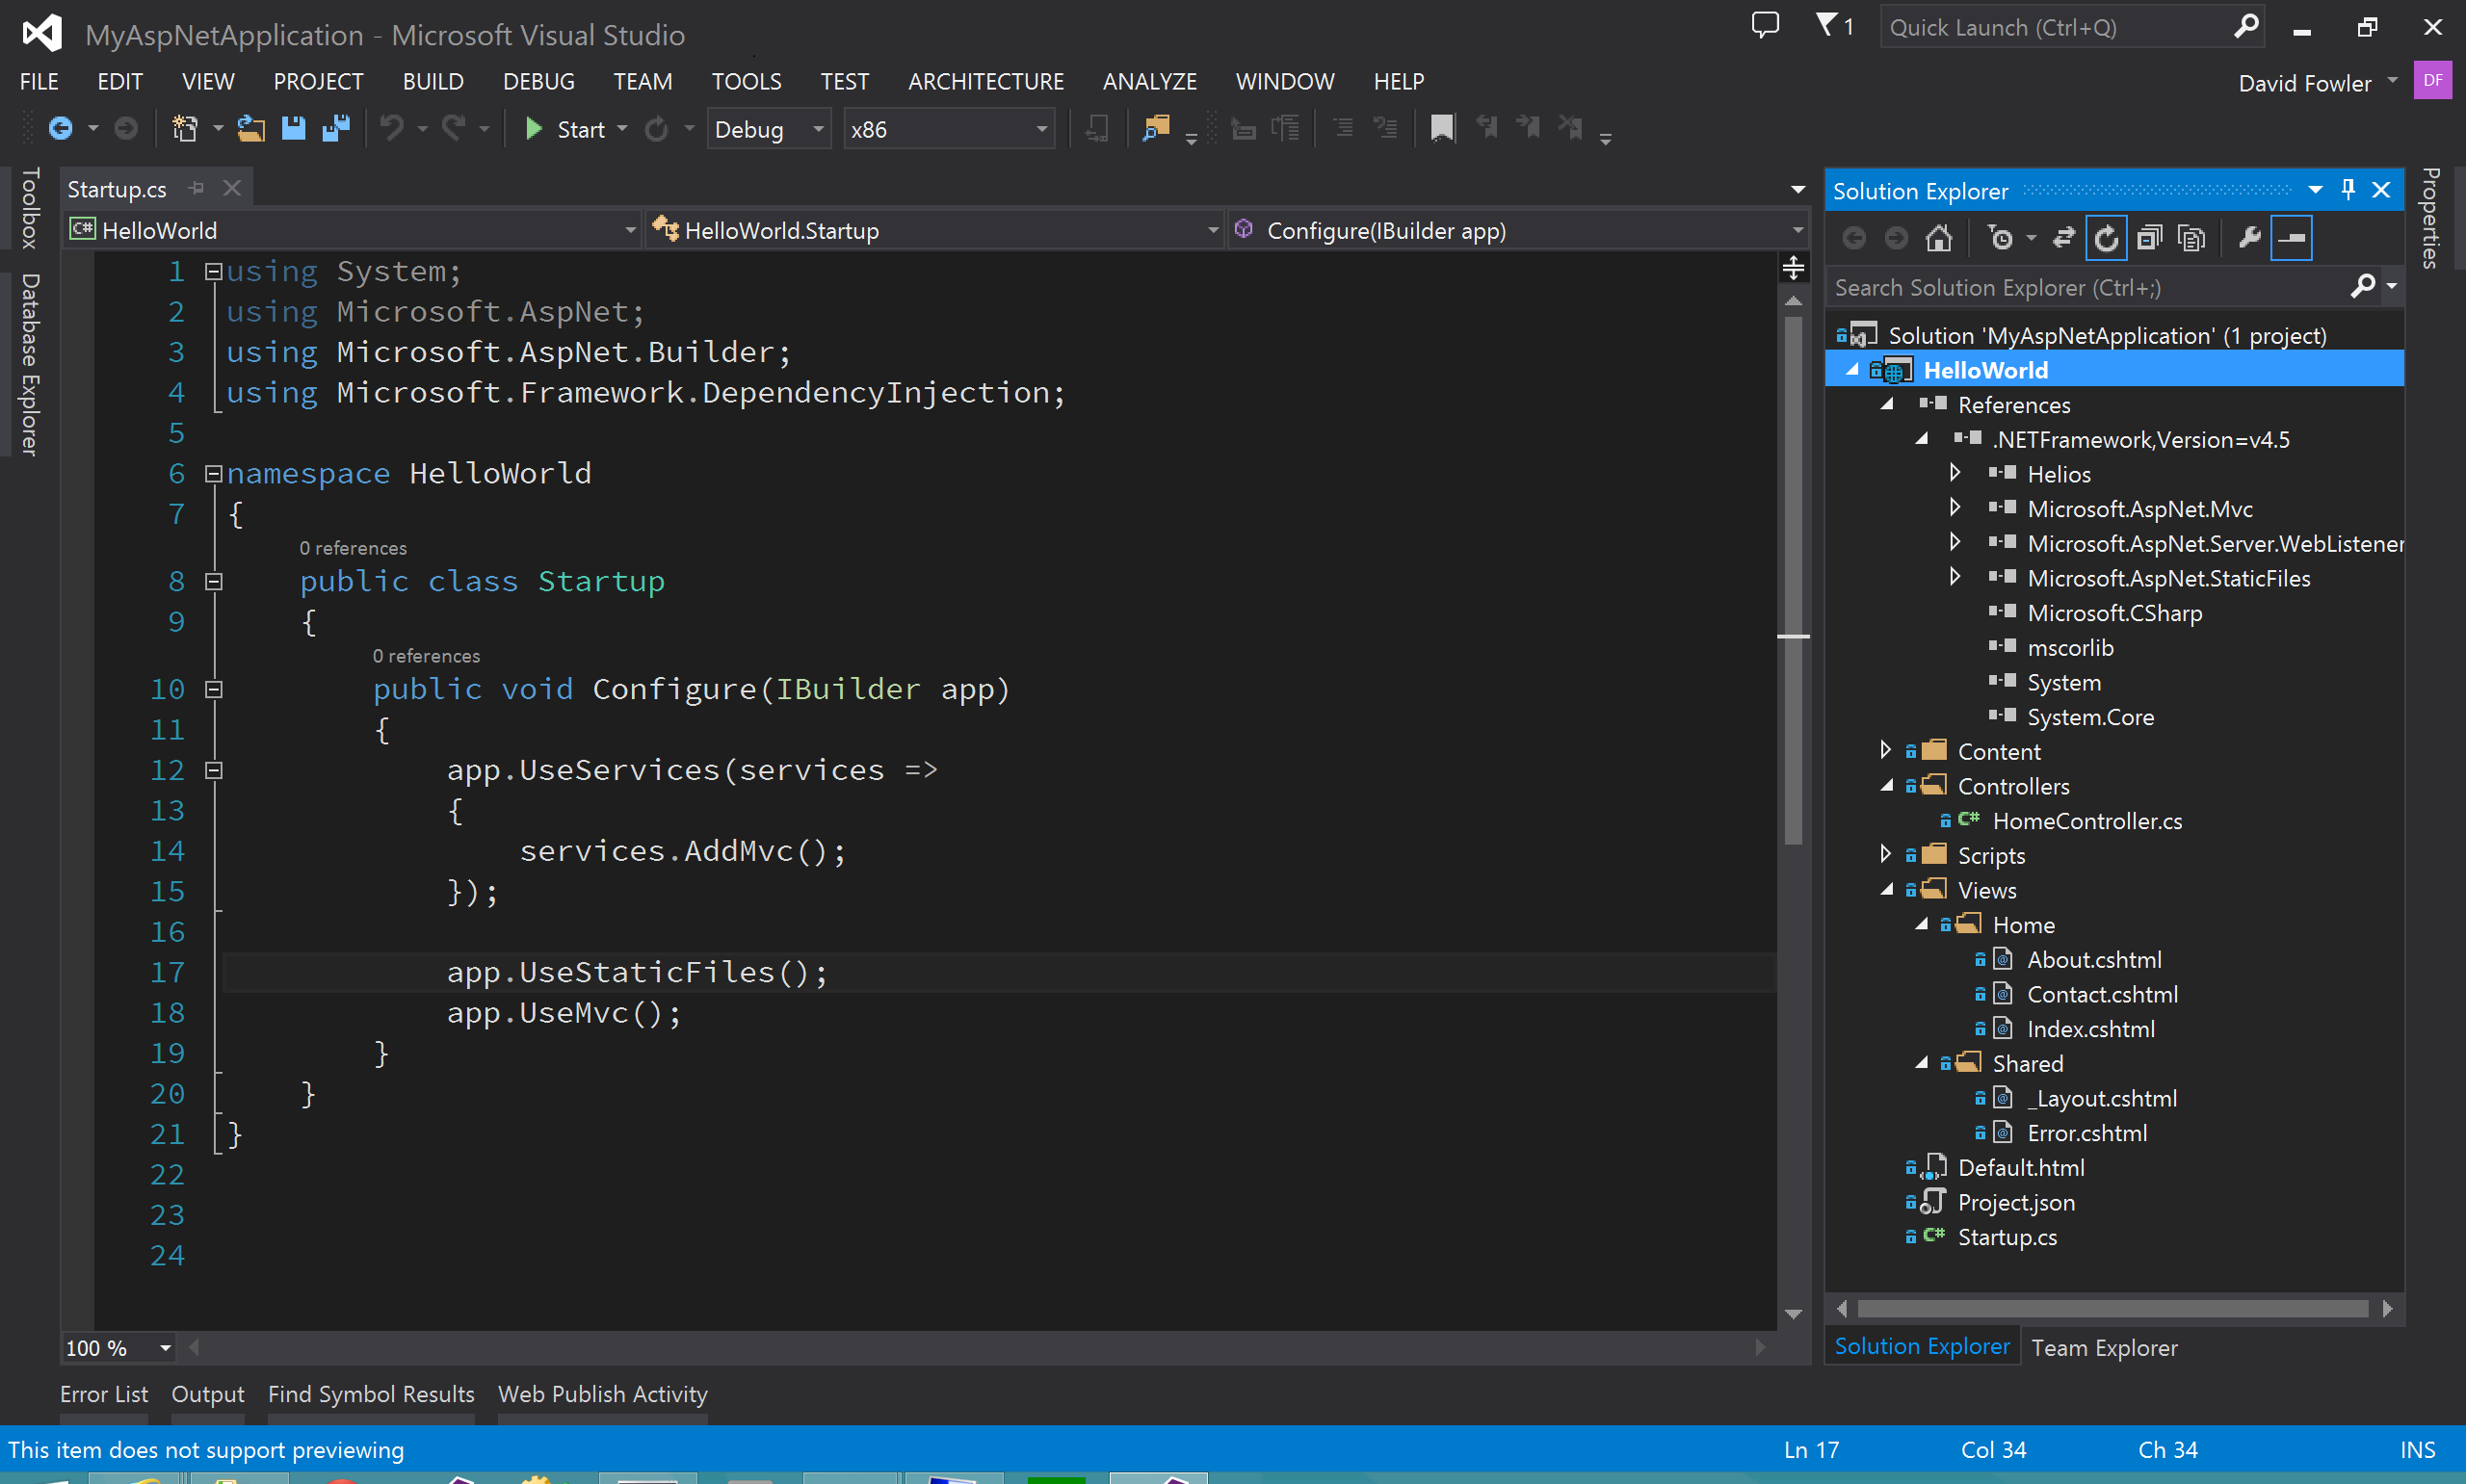 MyAspNetApplication - Microsoft Visual Studio
1
Quick Launch (Ctrl+Q)
FILE EDIT VIEW PROJECT BUILD DEBUG TEAM TOOLS TEST ARCHITECTURE ANALYZE WINDOW HELP
David Fowler DF
Start Debug x86
Toolbox
Database Explorer
Startup.cs
C# HelloWorld HelloWorld.Startup Configure(IBuilder app)
1 using System;
2 using Microsoft.AspNet;
3 using Microsoft.AspNet.Builder;
4 using Microsoft.Framework.DependencyInjection;
5
6 namespace HelloWorld
7 {
0 references
8 public class Startup
9 {
0 references
10 public void Configure(IBuilder app)
11 {
12 app.UseServices(services =>
13 {
14 services.AddMvc();
15 });
16
17 app.UseStaticFiles();
18 app.UseMvc();
19 }
20 }
21 }
22
23
24
100 %
Solution Explorer
Search Solution Explorer (Ctrl+;)
Solution 'MyAspNetApplication' (1 project)
HelloWorld
References
.NETFramework,Version=v4.5
Helios
Microsoft.AspNet.Mvc
Microsoft.AspNet.Server.WebListener
Microsoft.AspNet.StaticFiles
Microsoft.CSharp
mscorlib
System
System.Core
Content
Controllers
C# HomeController.cs
Scripts
Views
Home
About.cshtml
Contact.cshtml
Index.cshtml
Shared
_Layout.cshtml
Error.cshtml
Default.html
Project.json
C# Startup.cs
Solution Explorer Team Explorer
Properties
Error List Output Find Symbol Results Web Publish Activity
This item does not support previewing Ln 17 Col 34 Ch 34 INS